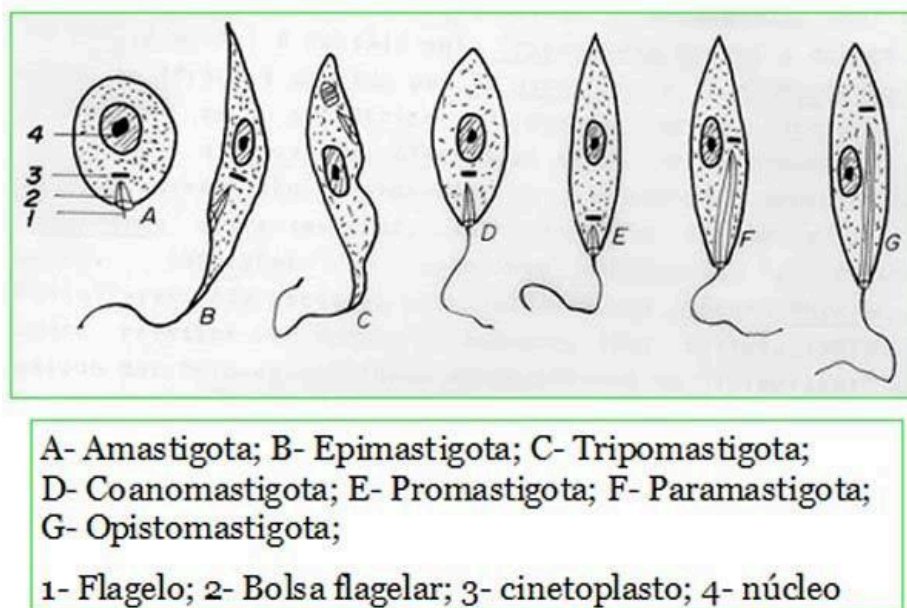 4
3
2
1
A
B
C
D
E
F
G
A- Amastigota; B- Epimastigota; C- Tripomastigota;
D- Coanomastigota; E- Promastigota; F- Paramastigota;
G- Opistomastigota;
1- Flagelo; 2- Bolsa flagelar; 3- cinetoplasto; 4- núcleo